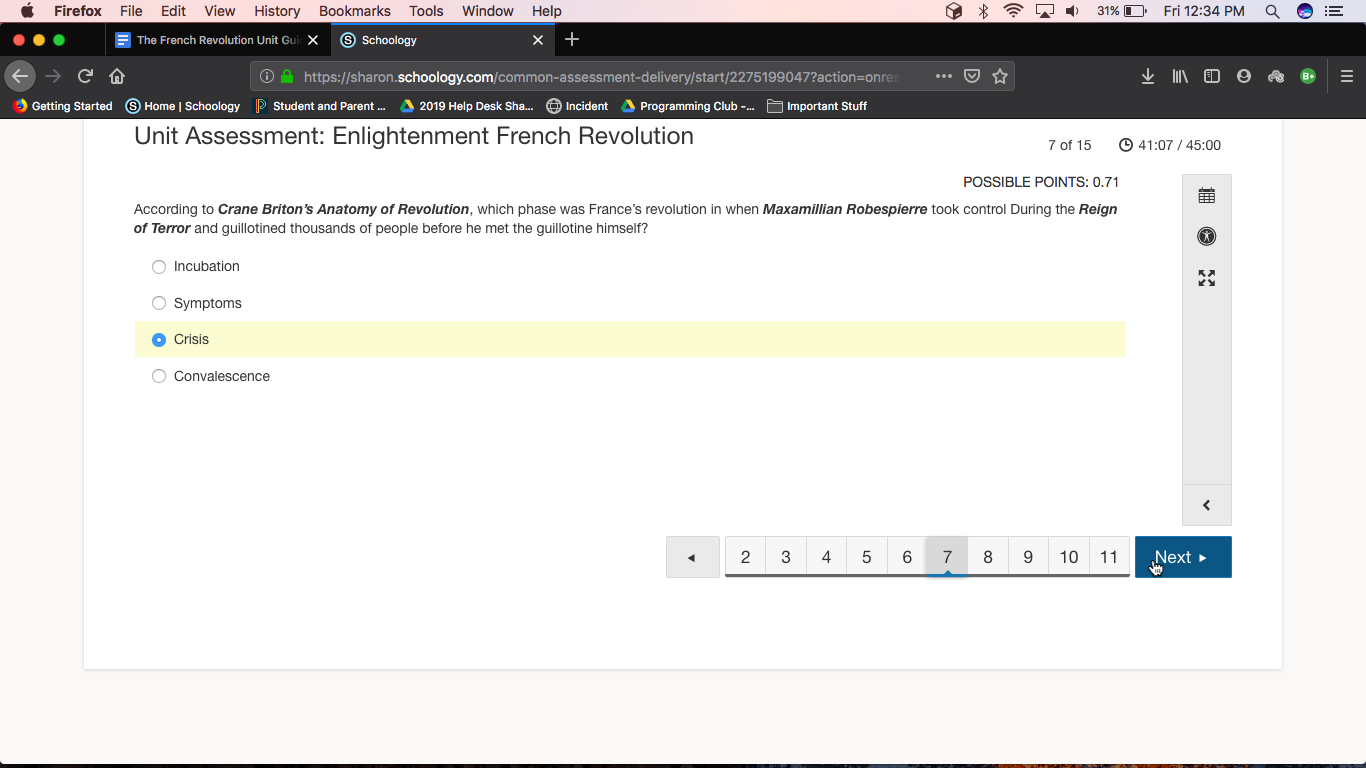 Firefox File Edit View History Bookmarks Tools Window Help 31% Fri 12:34 PM
The French Revolution Unit Gui Schoology
https://sharon.schoology.com/common-assessment-delivery/start/2275199047?action=onres
Getting Started Home | Schoology Student and Parent ... 2019 Help Desk Sha... Incident Programming Club -... Important Stuff
Unit Assessment: Enlightenment French Revolution
7 of 15 41:07 / 45:00
POSSIBLE POINTS: 0.71
According to Crane Briton's Anatomy of Revolution, which phase was France's revolution in when Maxamillian Robespierre took control During the Reign
of Terror and guillotined thousands of people before he met the guillotine himself?
Incubation
Symptoms
Crisis
Convalescence
2 3 4 5 6 7 8 9 10 11 Next